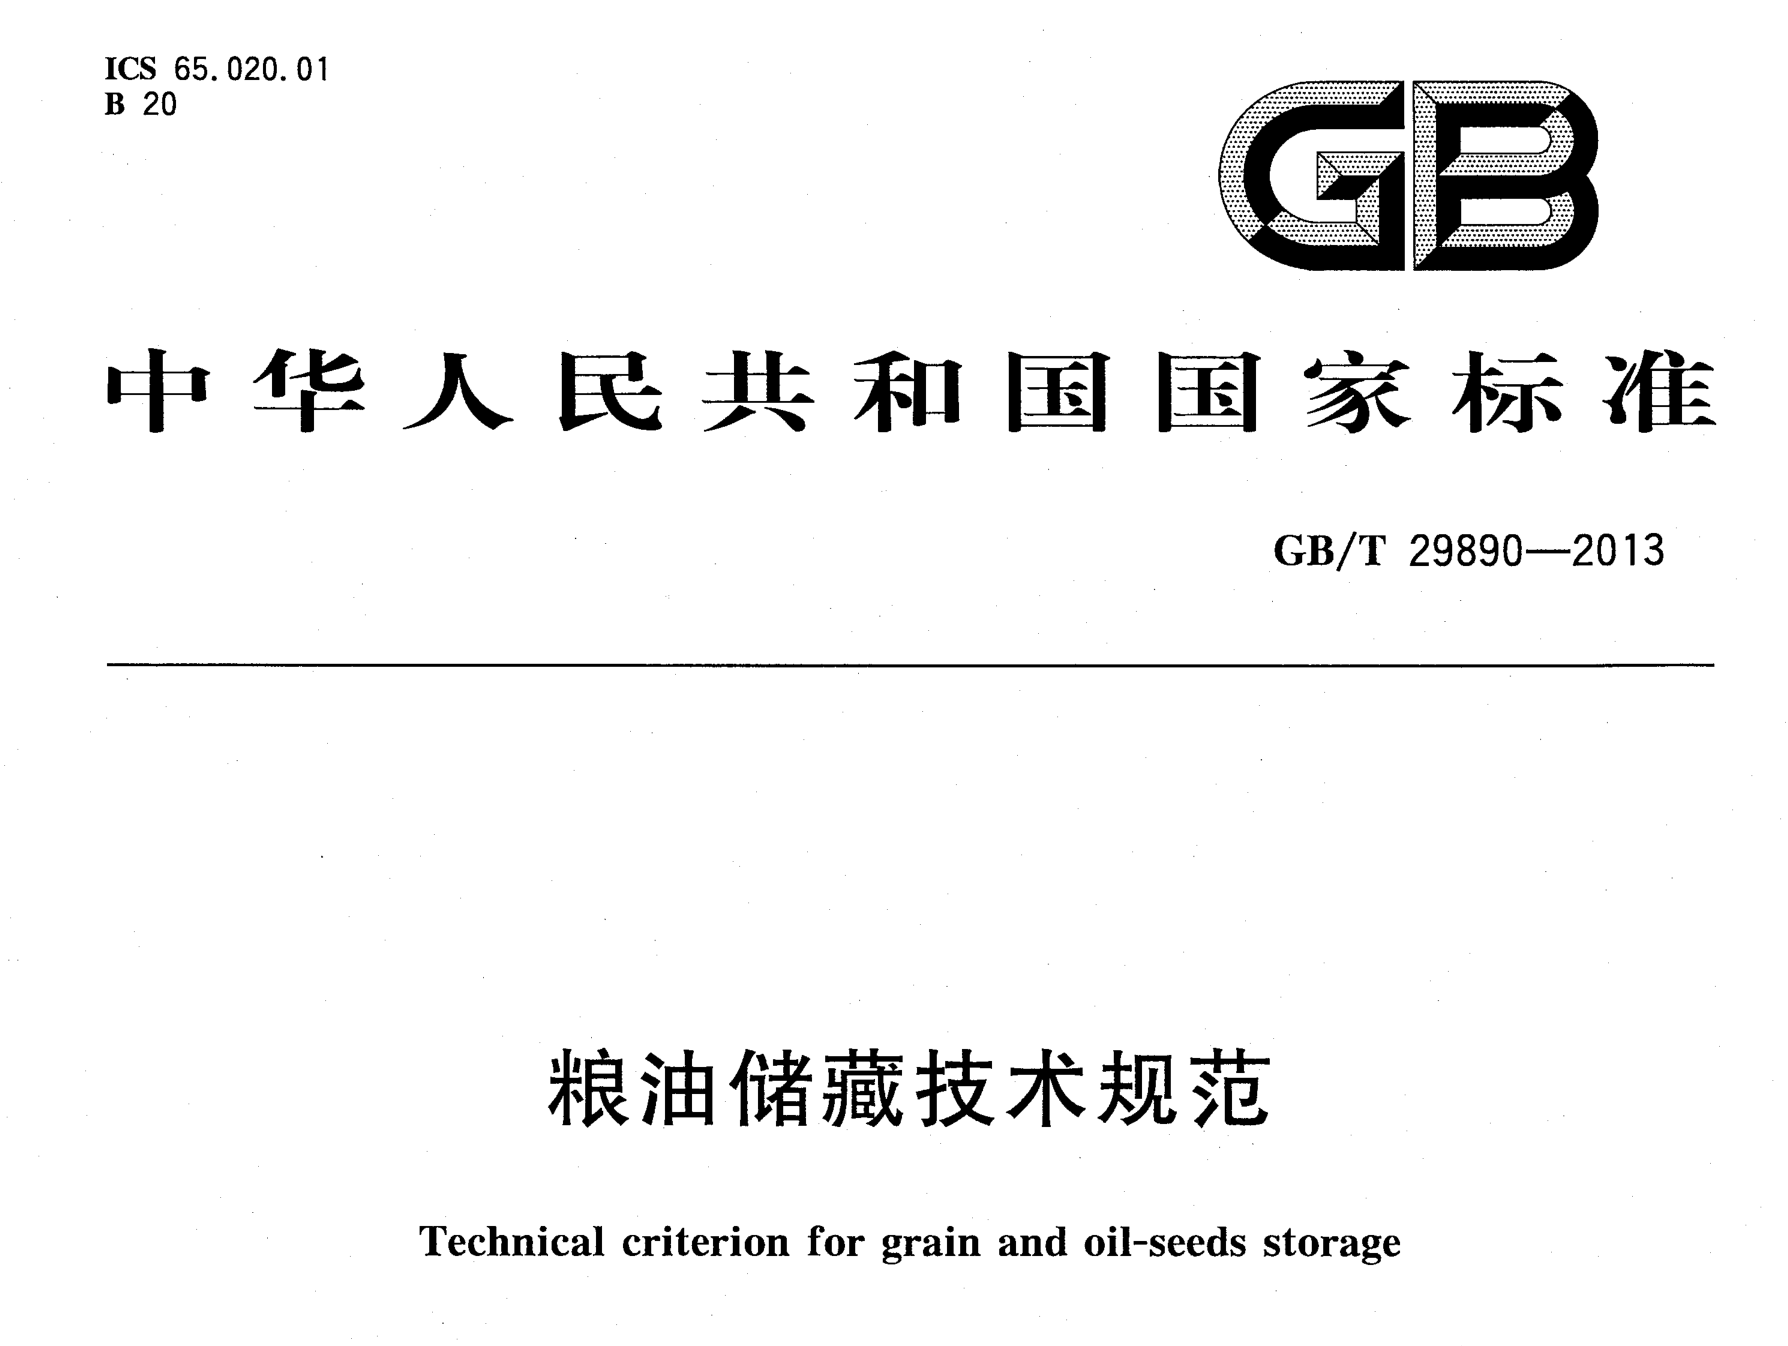 ICS 65.020.01
B 20
GB
中华人民共和国国家标准
GB/T 29890—2013
粮油储藏技术规范
Technical criterion for grain and oil-seeds storage